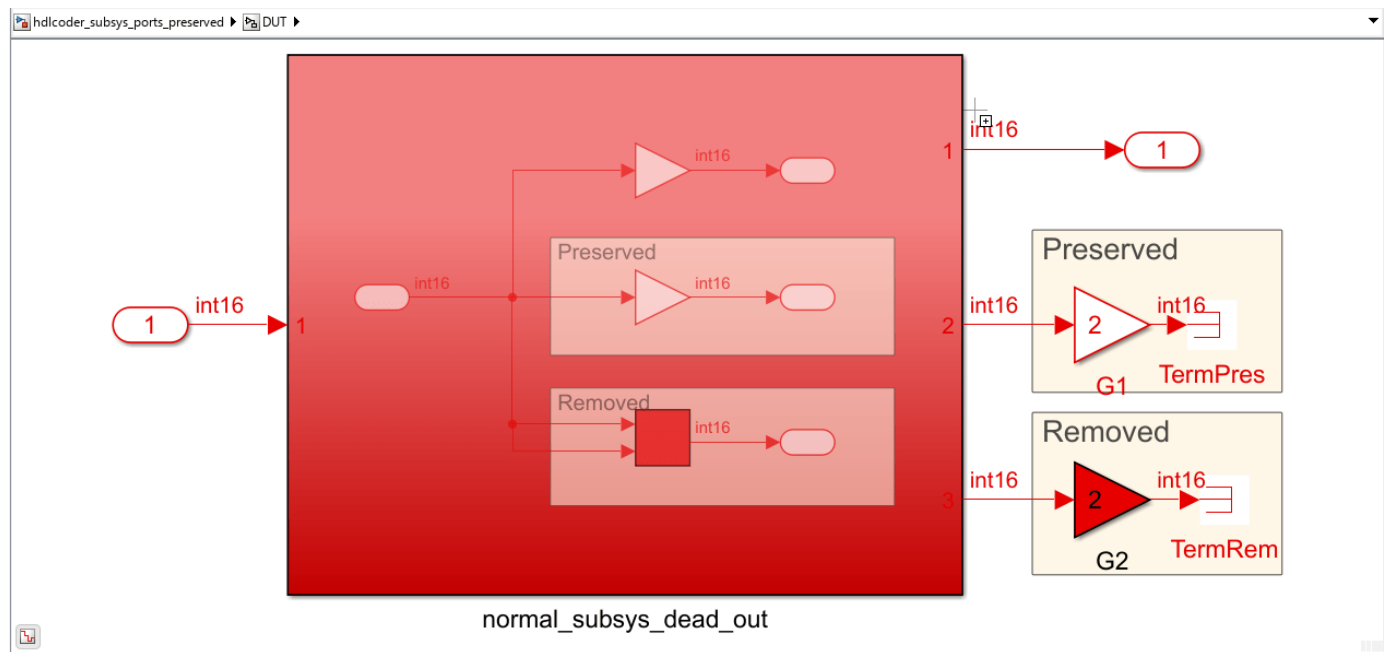 hdlcoder_subsys_ports_preserved DUT
int16
1
int16
1
int16
int16
Preserved
int16
Removed
int16
1
int16
1
2
int16
3
int16
Preserved
2
int16
G1
TermPres
Removed
2
int16
G2
TermRem
normal_subsys_dead_out